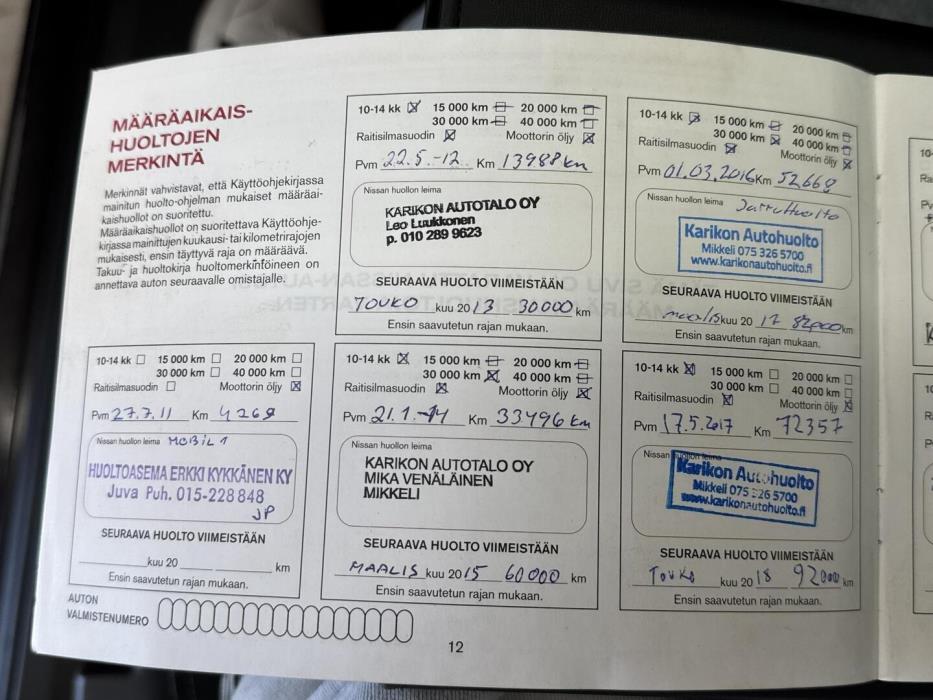 MÄÄRÄAIKAIS-
HUOLTOJEN
MERKINTÄ
Merkinnät vahvistavat, että Käyttöohjekirjassa
mainitun huolto-ohjelman mukaiset määräai-
kaishuollot on suoritettu.
Määräaikaishuollot on suoritettava Käyttöohje-
kirjassa mainittujen kuukausi- tai kilometrirajojen
mukaisesti, ensin täyttyvä raja on määräävä.
Takuu- ja huoltokirja huoltomerkintöineen on
annettava auton seuraavalle omistajalle.
10-14 kk 15 000 km 20 000 km
30 000 km 40 000 km
Raitisilmasuodin Moottorin öljy
Pvm 27.7.11 Km 4268
Nissan huollon leima MOBIL 1
HUOLTOASEMA ERKKI KYKKÄNEN KY
Juva Puh. 015-228 848
JP
SEURAAVA HUOLTO VIIMEISTÄÄN
kuu 20 km
Ensin saavutetun rajan mukaan.
AUTON
VALMISTENUMERO
10-14 kk 15 000 km 20 000 km
30 000 km 40 000 km
Raitisilmasuodin Moottorin öljy
Pvm 22.5.-12 Km 13988 km
Nissan huollon leima
KARIKON AUTOTALO OY
Leo Luukkonen
p. 010 289 9623
SEURAAVA HUOLTO VIIMEISTÄÄN
TOUKO kuu 2013 30000 km
Ensin saavutetun rajan mukaan.
10-14 kk 15 000 km 20 000 km
30 000 km 40 000 km
Raitisilmasuodin Moottorin öljy
Pvm 21.1.-14 Km 33496 km
Nissan huollon leima
KARIKON AUTOTALO OY
MIKA VENÄLÄINEN
MIKKELI
SEURAAVA HUOLTO VIIMEISTÄÄN
MAALIS kuu 2015 60000 km
Ensin saavutetun rajan mukaan.
10-14 kk 15 000 km 20 000 km
30 000 km 40 000 km
Raitisilmasuodin Moottorin öljy
Pvm 01.03.2016 Km 52668
Nissan huollon leima Jarruhuolto
Karikon Autohuolto
Mikkeli 075 326 5700
www.karikonautohuolto.fi
SEURAAVA HUOLTO VIIMEISTÄÄN
maalis kuu 20 17 82000 km
Ensin saavutetun rajan mukaan.
10-14 kk 15 000 km 20 000 km
30 000 km 40 000 km
Raitisilmasuodin Moottorin öljy
Pvm 17.5.2017 Km 72357
Nissan huollon leima
Karikon Autohuolto
Mikkeli 075 326 5700
www.karikonautohuolto.fi
SEURAAVA HUOLTO VIIMEISTÄÄN
Touko kuu 20 18 92000 km
Ensin saavutetun rajan mukaan.
12